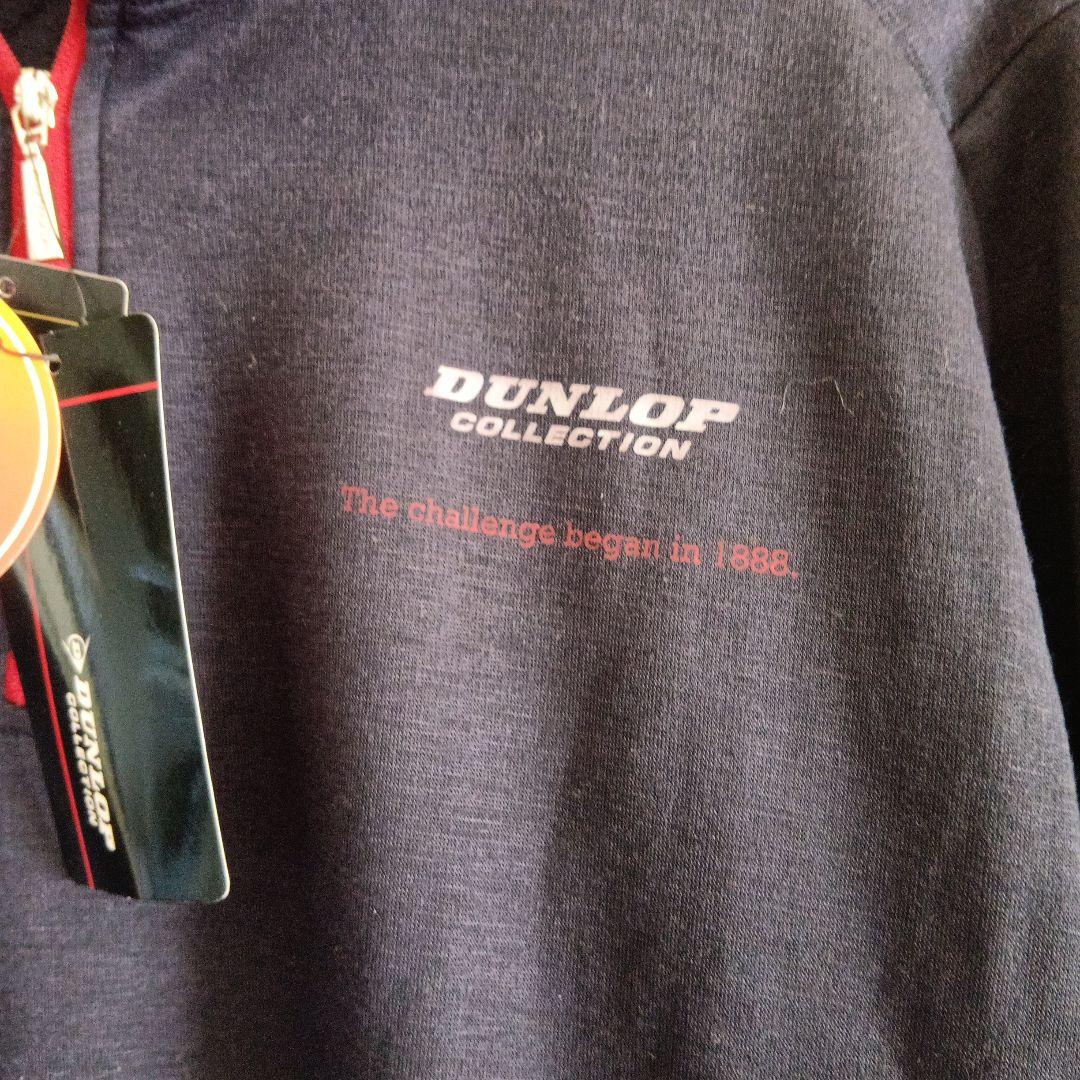 DUNLOP
COLLECTION
The challenge began in 1888.
DUNLOP
COLLECTION